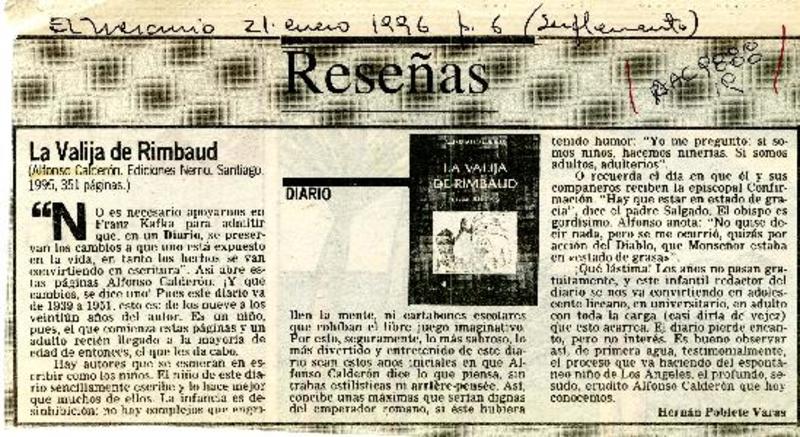 El Mercurio 21. enero 1996 p. 6 (Suplemento)
Reseñas
La Valija de Rimbaud
(Alfonso Calderón. Ediciones Nemo. Santiago,
1995, 351 páginas.)
"NO es necesario apoyarnos en
Franz Kafka para admitir
que, en un Diario, se preser-
van los cambios a que uno está expuesto
en la vida, en tanto los hechos se van
convirtiendo en escritura". Así abre es-
tas páginas Alfonso Calderón. ¡Y qué
cambios, se dice uno! Pues este diario va
de 1939 a 1951, esto es: de los nueve a los
veintiún años del autor. Es un niño,
pues, el que comienza estas páginas y un
adulto recién llegado a la mayoría de
edad de entonces, el que les da cabo.
Hay autores que se esmeran en es-
cribir como los niños. El niño de este dia-
rio sencillamente escribe y lo hace mejor
que muchos de ellos. La infancia es de-
sinhibición: no hay complejos que engri-
DIARIO
LA VALIJA
DE RIMBAUD
llen la mente, ni cartabones escolares
que cohíban el libre juego imaginativo.
Por esto, seguramente, lo más sabroso, lo
más divertido y entretenido de este dia-
rio sean estos años iniciales en que Al-
fonso Calderón dice lo que piensa, sin
trabas estilísticas ni arrière-pensée. Así,
concibe unas máximas que serían dignas
del emperador romano, si éste hubiera
tenido humor: "Yo me pregunto: si so-
mos niños, hacemos niñerías. Si somos
adultos, adulterios".
O recuerda el día en que él y sus
compañeros reciben la episcopal Confir-
mación. "Hay que estar en estado de gra-
cia", dice el padre Salgado. El obispo es
gordísimo. Alfonso anota: "No quise de-
cir nada, pero se me ocurrió, quizás por
acción del Diablo, que Monseñor estaba
en «estado de grasa»".
¡Qué lástima! Los años no pasan gra-
tuitamente, y este infantil redactor del
diario se nos va convirtiendo en adoles-
cente liceano, en universitario, en adulto
con toda la carga (casi diría de vejez)
que esto acarrea. El diario pierde encan-
to, pero no interés. Es bueno observar
así, de primera agua, testimonialmente,
el proceso que va haciendo del espontá-
neo niño de Los Angeles, el profundo, se-
sudo, erudito Alfonso Calderón que hoy
conocemos.
Hernán Poblete Varas